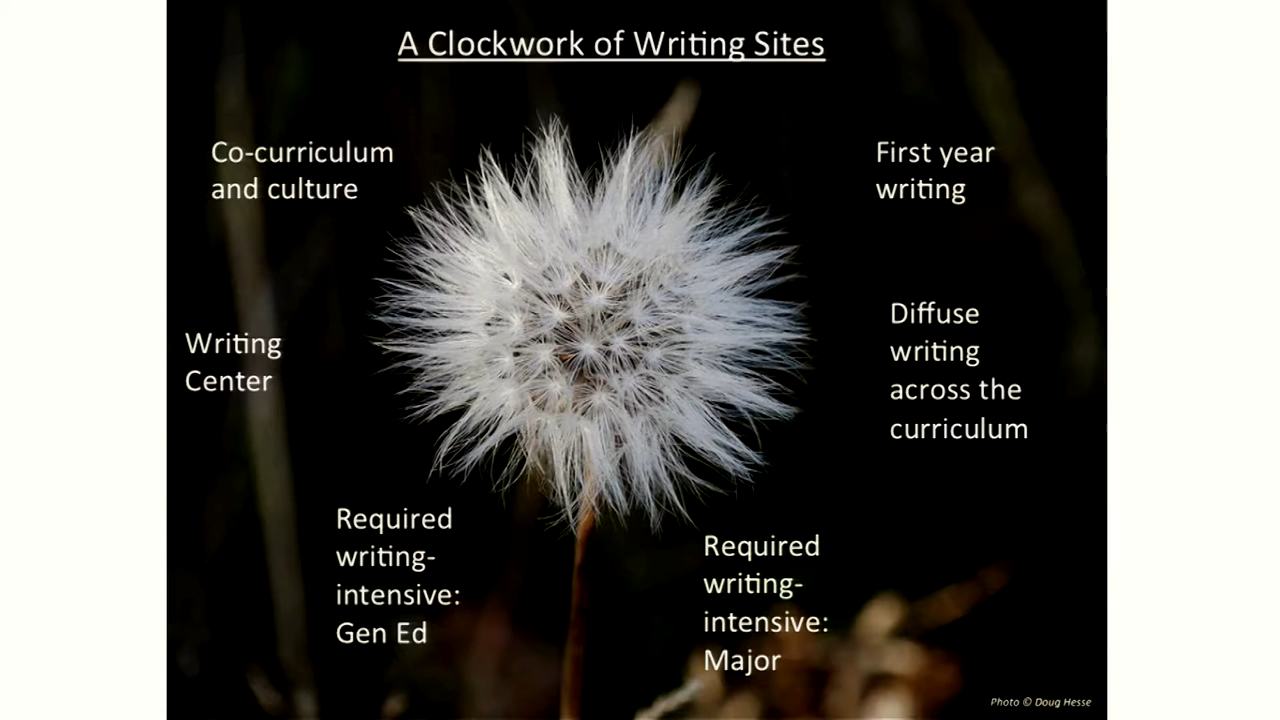 A Clockwork of Writing Sites
Co-curriculum
and culture
First year
writing
Writing
Center
Diffuse
writing
across the
curriculum
Required
writing-
intensive:
Gen Ed
Required
writing-
intensive:
Major
Photo © Doug Hesse